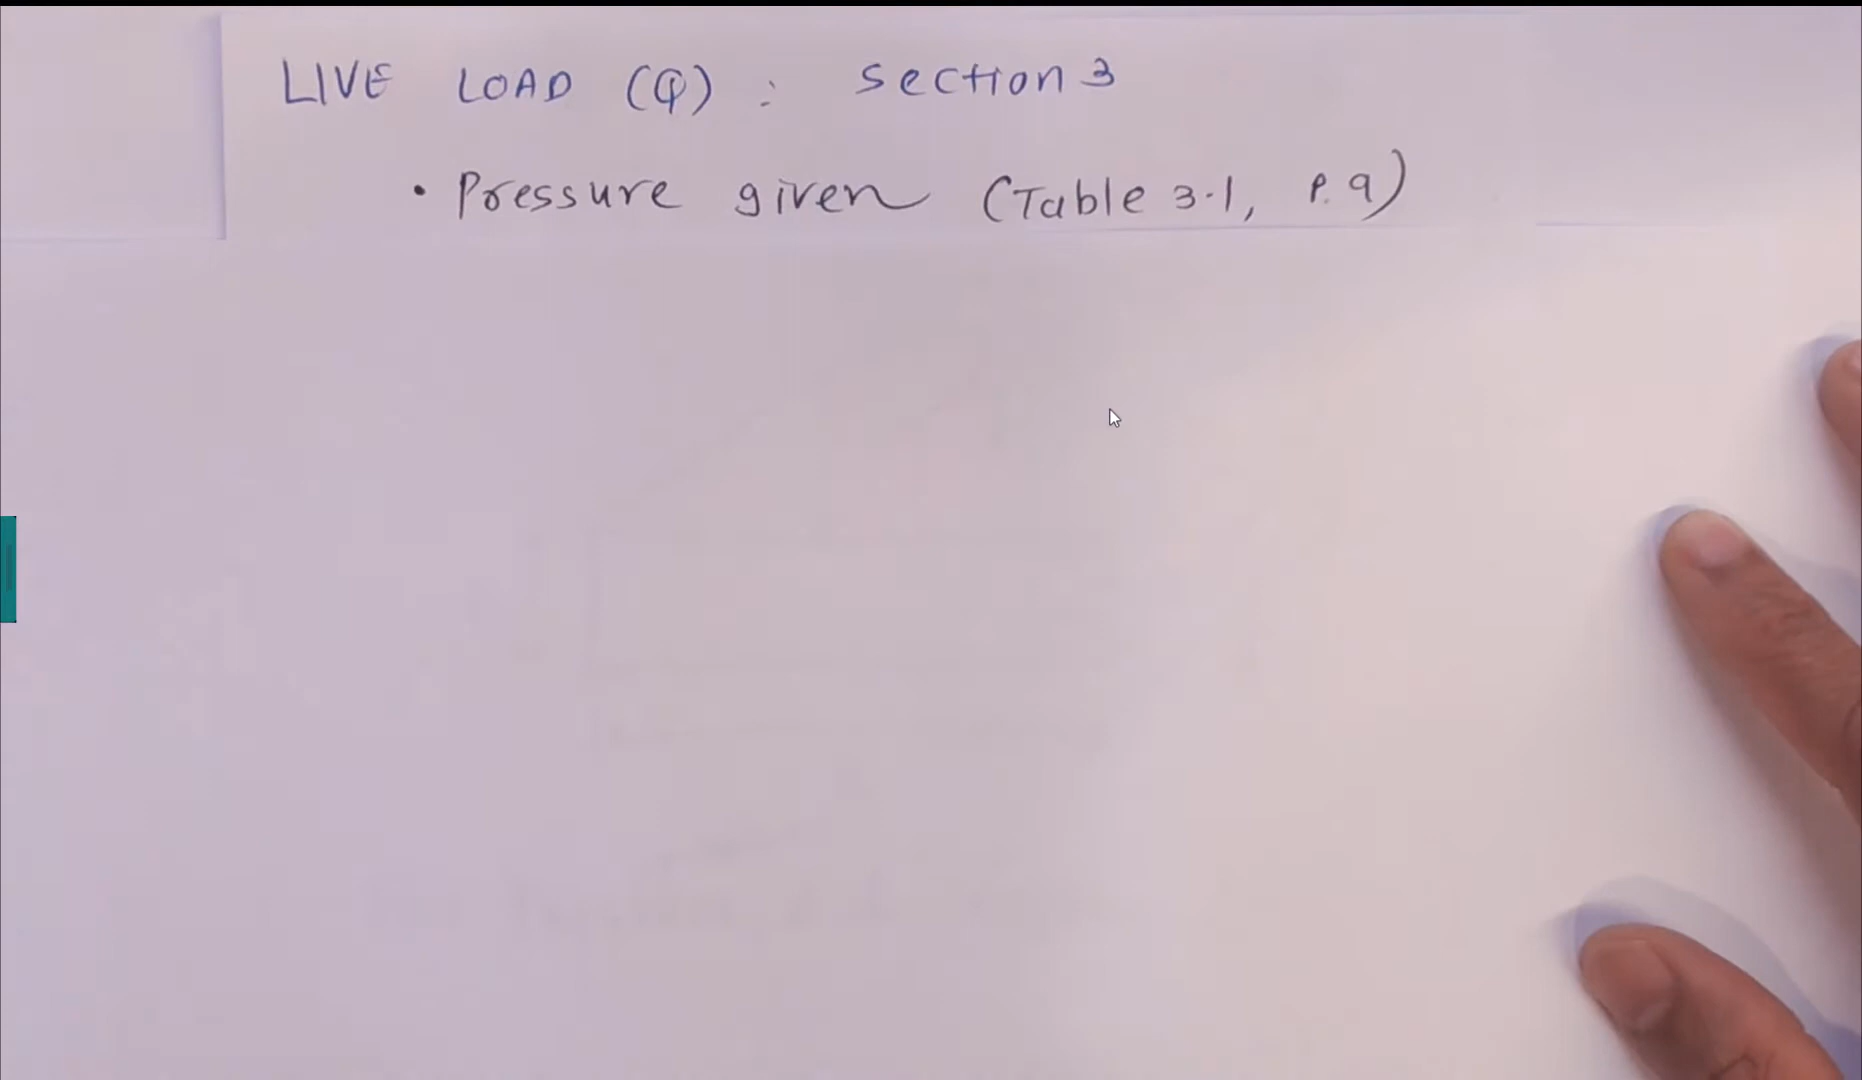 LIVE LOAD (Q) : Section 3
• Pressure given (Table 3.1, P. 9)